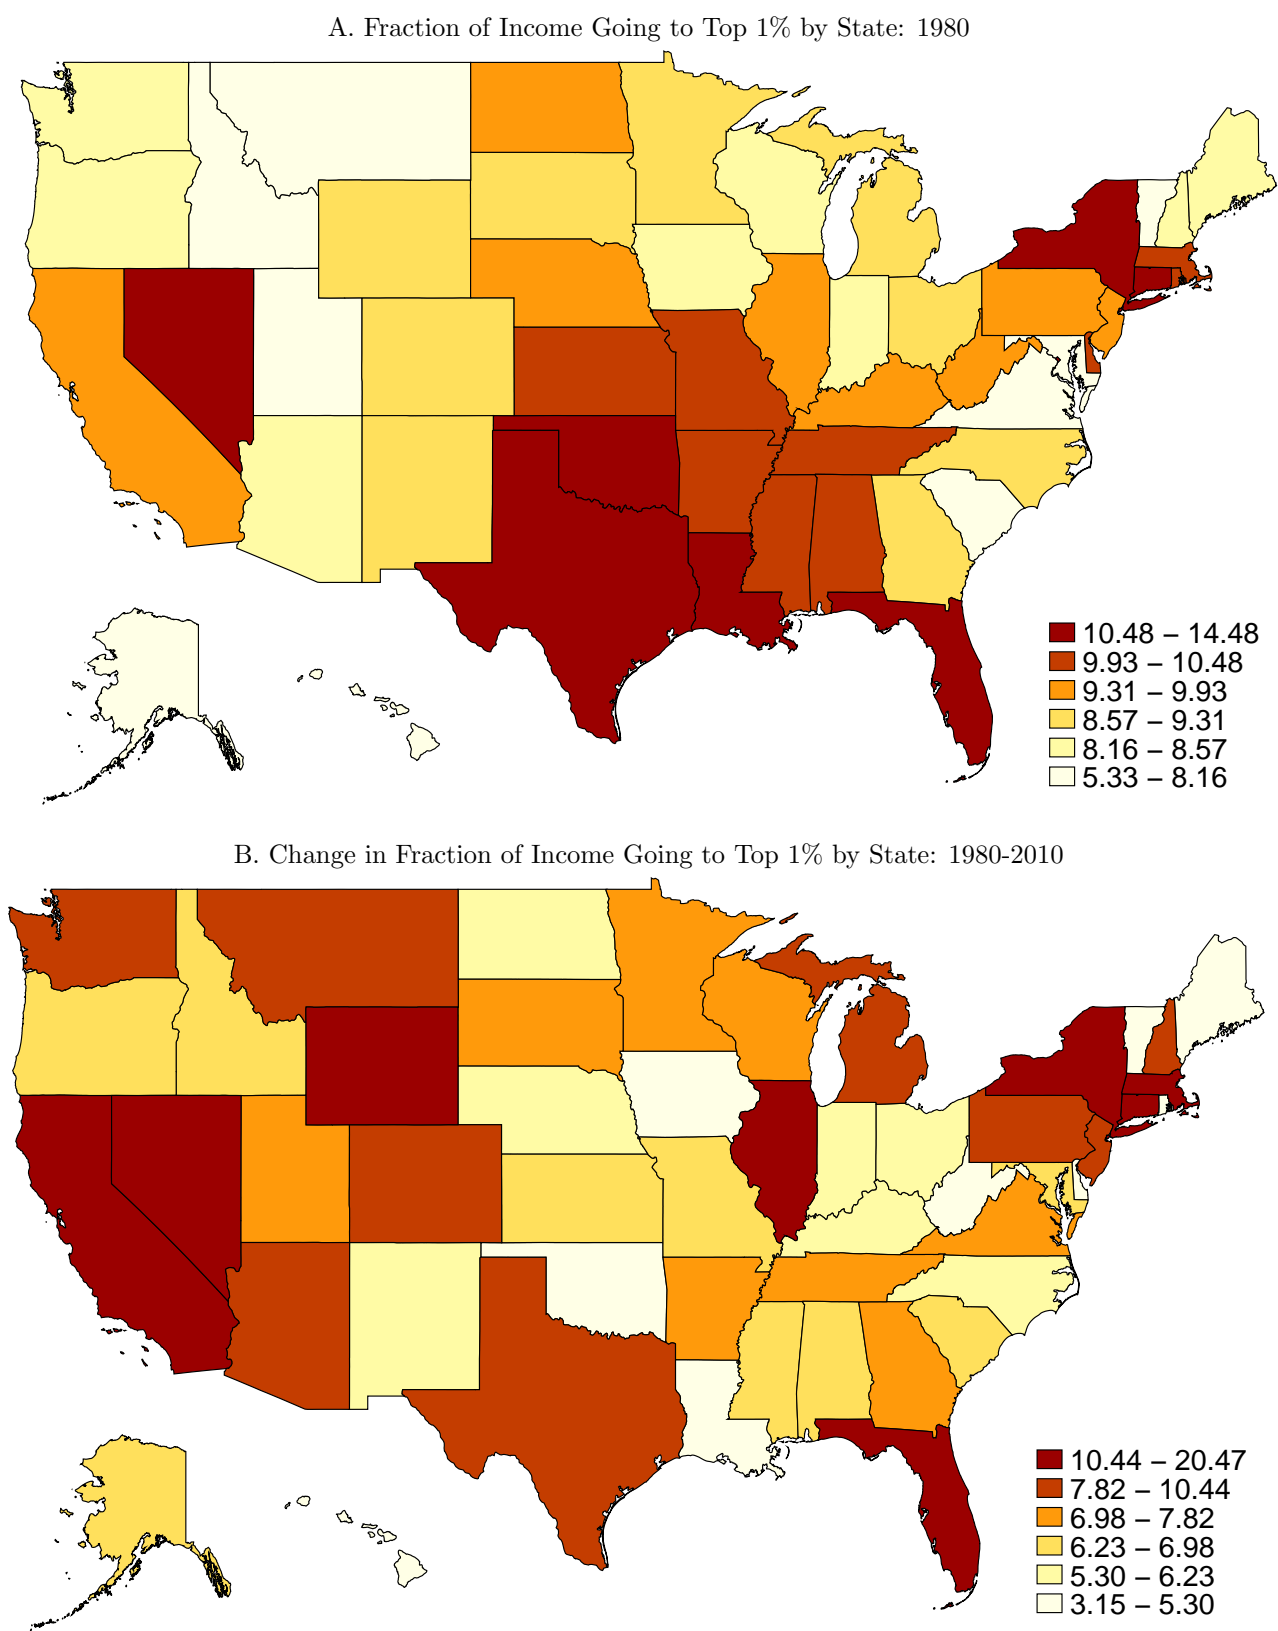 A. Fraction of Income Going to Top 1% by State: 1980
10.48 – 14.48
9.93 – 10.48
9.31 – 9.93
8.57 – 9.31
8.16 – 8.57
5.33 – 8.16
B. Change in Fraction of Income Going to Top 1% by State: 1980-2010
10.44 – 20.47
7.82 – 10.44
6.98 – 7.82
6.23 – 6.98
5.30 – 6.23
3.15 – 5.30